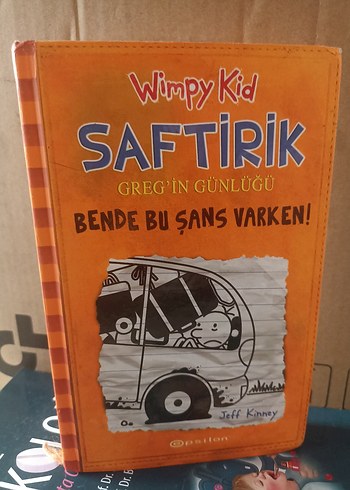 Wimpy Kid
SAFTİRİK
GREG'İN GÜNLÜĞÜ
BENDE BU ŞANS VARKEN!
Jeff Kinney
epsilon